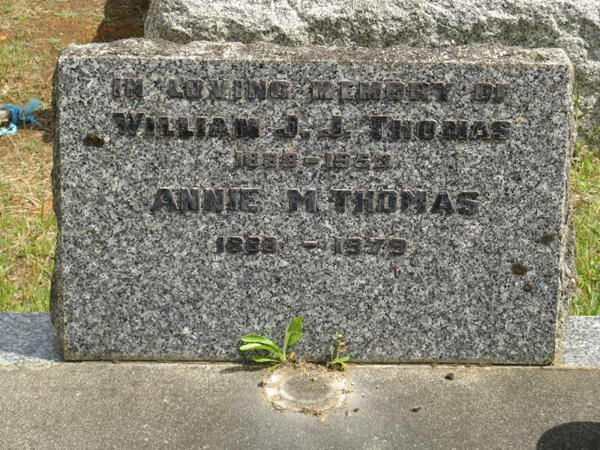 IN LOVING MEMORY OF
WILLIAM J. J. THOMAS
ANNIE M THOMAS